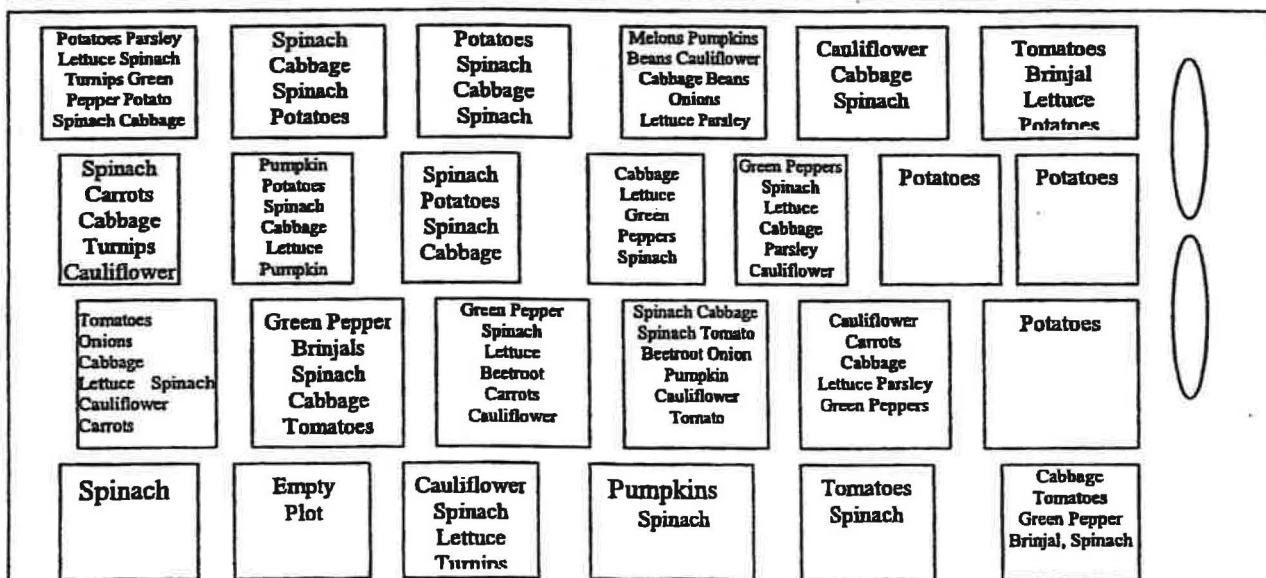 Potatoes Parsley
Lettuce Spinach
Turnips Green
Pepper Potato
Spinach Cabbage
Spinach
Cabbage
Spinach
Potatoes
Potatoes
Spinach
Cabbage
Spinach
Melons Pumpkins
Beans Cauliflower
Cabbage Beans
Onions
Lettuce Parsley
Cauliflower
Cabbage
Spinach
Tomatoes
Brinjal
Lettuce
Potatoes
Spinach
Carrots
Cabbage
Turnips
Cauliflower
Pumpkin
Potatoes
Spinach
Cabbage
Lettuce
Pumpkin
Spinach
Potatoes
Spinach
Cabbage
Cabbage
Lettuce
Green
Peppers
Spinach
Green Peppers
Spinach
Lettuce
Cabbage
Parsley
Cauliflower
Potatoes
Potatoes
Tomatoes
Onions
Cabbage
Lettuce Spinach
Cauliflower
Carrots
Green Pepper
Brinjals
Spinach
Cabbage
Tomatoes
Green Pepper
Spinach
Lettuce
Beetroot
Carrots
Cauliflower
Spinach Cabbage
Spinach Tomato
Beetroot Onion
Pumpkin
Cauliflower
Tomato
Cauliflower
Carrots
Cabbage
Lettuce Parsley
Green Peppers
Potatoes
Spinach
Empty
Plot
Cauliflower
Spinach
Lettuce
Turnips
Pumpkins
Spinach
Tomatoes
Spinach
Cabbage
Tomatoes
Green Pepper
Brinjal, Spinach